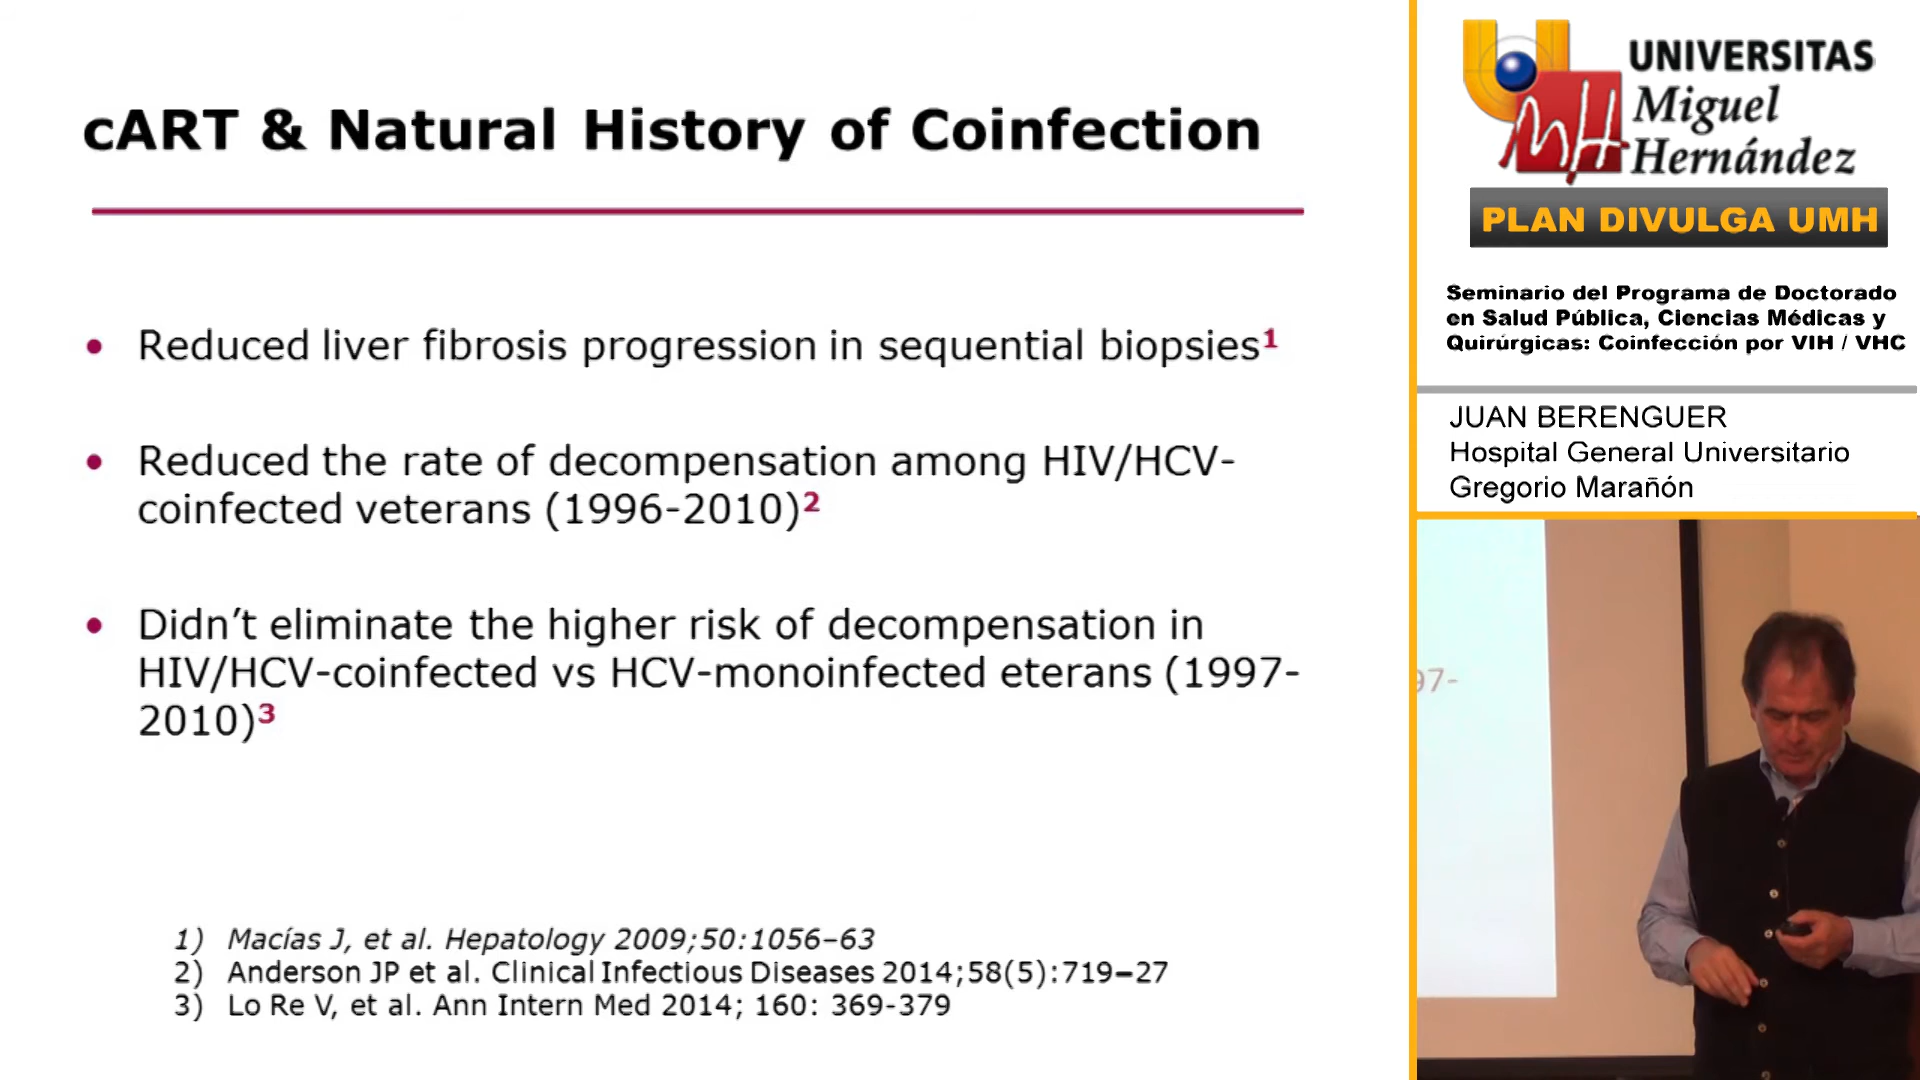 cART & Natural History of Coinfection
• Reduced liver fibrosis progression in sequential biopsies1
• Reduced the rate of decompensation among HIV/HCV-
coinfected veterans (1996-2010)2
• Didn’t eliminate the higher risk of decompensation in
HIV/HCV-coinfected vs HCV-monoinfected eterans (1997-
2010)3
1) Macías J, et al. Hepatology 2009;50:1056–63
2) Anderson JP et al. Clinical Infectious Diseases 2014;58(5):719–27
3) Lo Re V, et al. Ann Intern Med 2014; 160: 369-379
UNIVERSITAS
Miguel
Hernández
PLAN DIVULGA UMH
Seminario del Programa de Doctorado
en Salud Pública, Ciencias Médicas y
Quirúrgicas: Coinfección por VIH / VHC
JUAN BERENGUER
Hospital General Universitario
Gregorio Marañón
97-